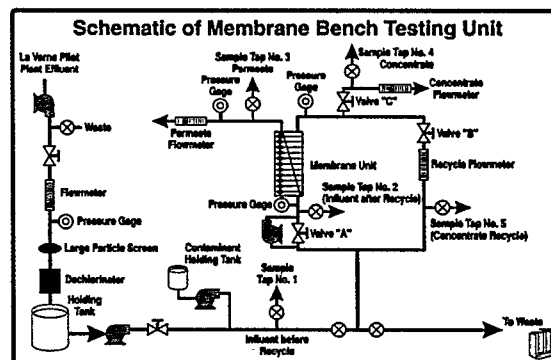 Schematic of Membrane Bench Testing Unit
La Verne Pilot
Plant Effluent
Sample Tap No. 3
Permeate
Pressure
Gage
Pressure
Gage
Sample Tap No. 4
Concentrate
Concentrate
Flowmeter
Valve "C"
Waste
Permeate
Flowmeter
Valve "B"
Membrane Unit
Recycle Flowmeter
Flowmeter
Sample Tap No. 2
(Influent after Recycle)
Pressure Gage
Pressure Gage
Valve "A"
Sample Tap No. 5
(Concentrate Recycle)
Large Particle Screen
Contaminant
Holding Tank
Sample
Tap No. 1
Dechlorinator
Holding
Tank
Influent before
Recycle
To Waste